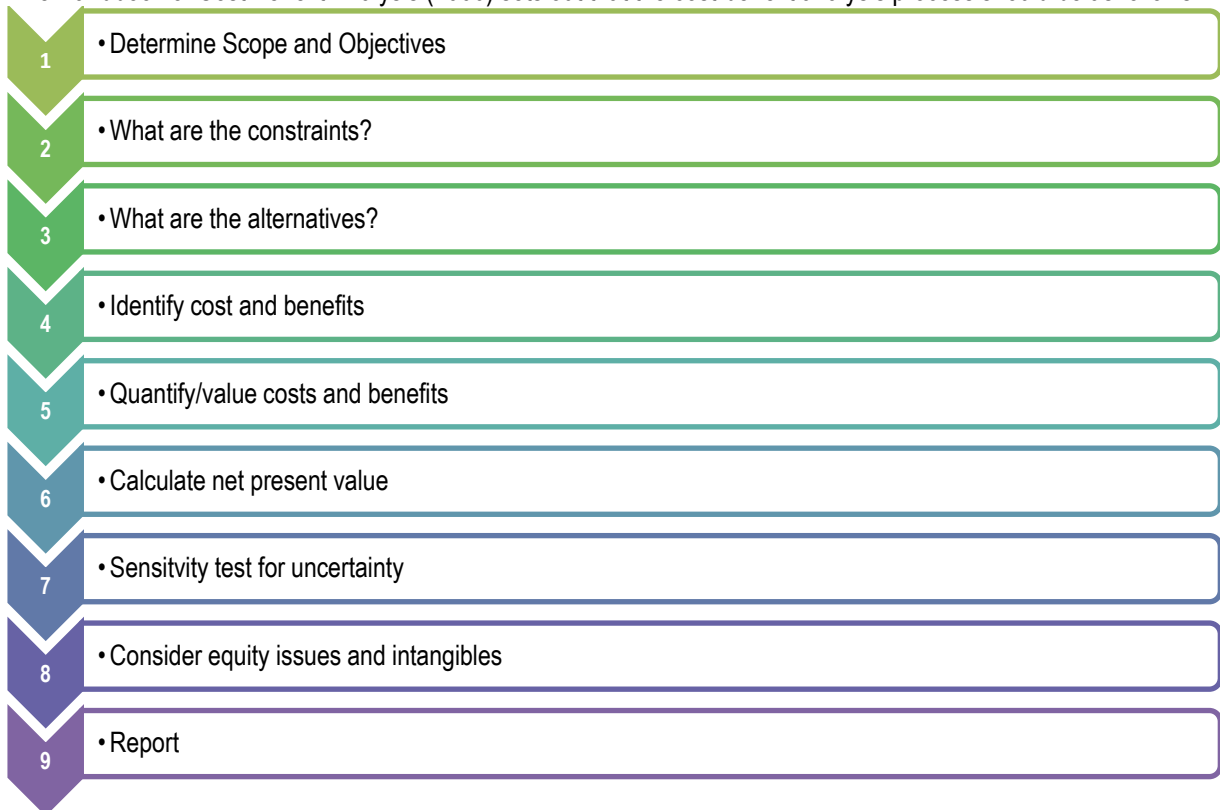 1
• Determine Scope and Objectives
2
• What are the constraints?
3
• What are the alternatives?
4
• Identify cost and benefits
5
• Quantify/value costs and benefits
6
• Calculate net present value
7
• Sensitvity test for uncertainty
8
• Consider equity issues and intangibles
9
• Report